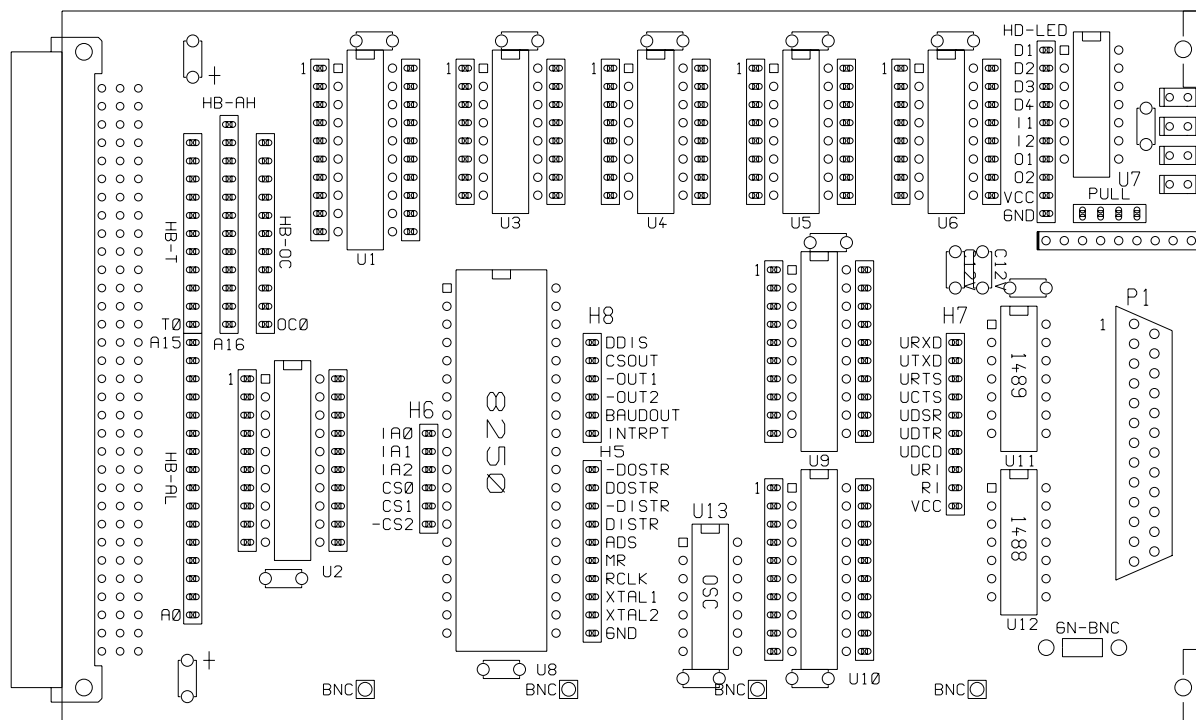 HD-LED
D1
D2
D3
D4
I1
I2
O1
O2
VCC
GND
U7
PULL
+
HB-AH
1
1
1
1
1
U1
U3
U4
U5
U6
HB-T
HB-OC
T0
A15
A16
OC0
HB-AL
A0
+
1
U2
H6
IA0
IA1
IA2
CS0
CS1
-CS2
8250
U8
H8
DDIS
CSOUT
-OUT1
-OUT2
BAUDOUT
INTRPT
H5
-DOSTR
DOSTR
-DISTR
DISTR
ADS
MR
RCLK
XTAL1
XTAL2
GND
U13
OSC
1
U9
1
U10
C12V
H7
URXD
UTXD
URTS
UCTS
UDSR
UDTR
UDCD
URI
RI
VCC
1489
U11
1488
U12
P1
1
GN-BNC
BNC
BNC
BNC
BNC